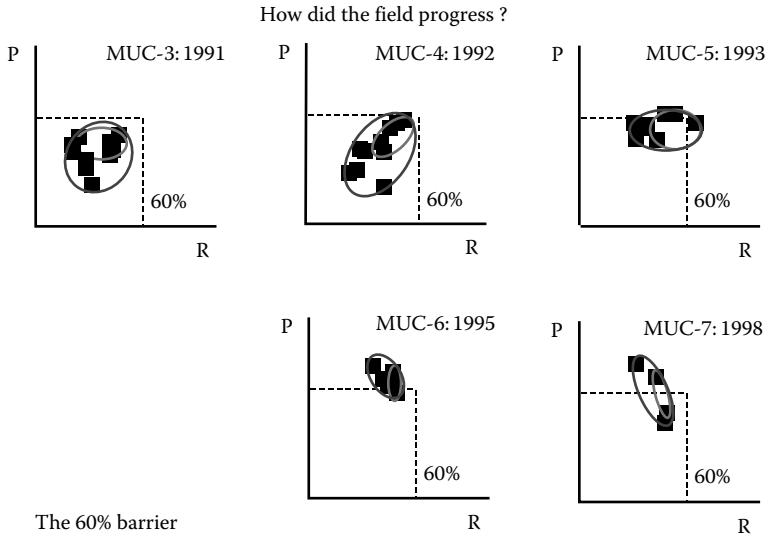 How did the field progress ?
P
MUC-3: 1991
60%
R
P
MUC-4: 1992
60%
R
P
MUC-5: 1993
60%
R
P
MUC-6: 1995
60%
R
P
MUC-7: 1998
60%
R
The 60% barrier